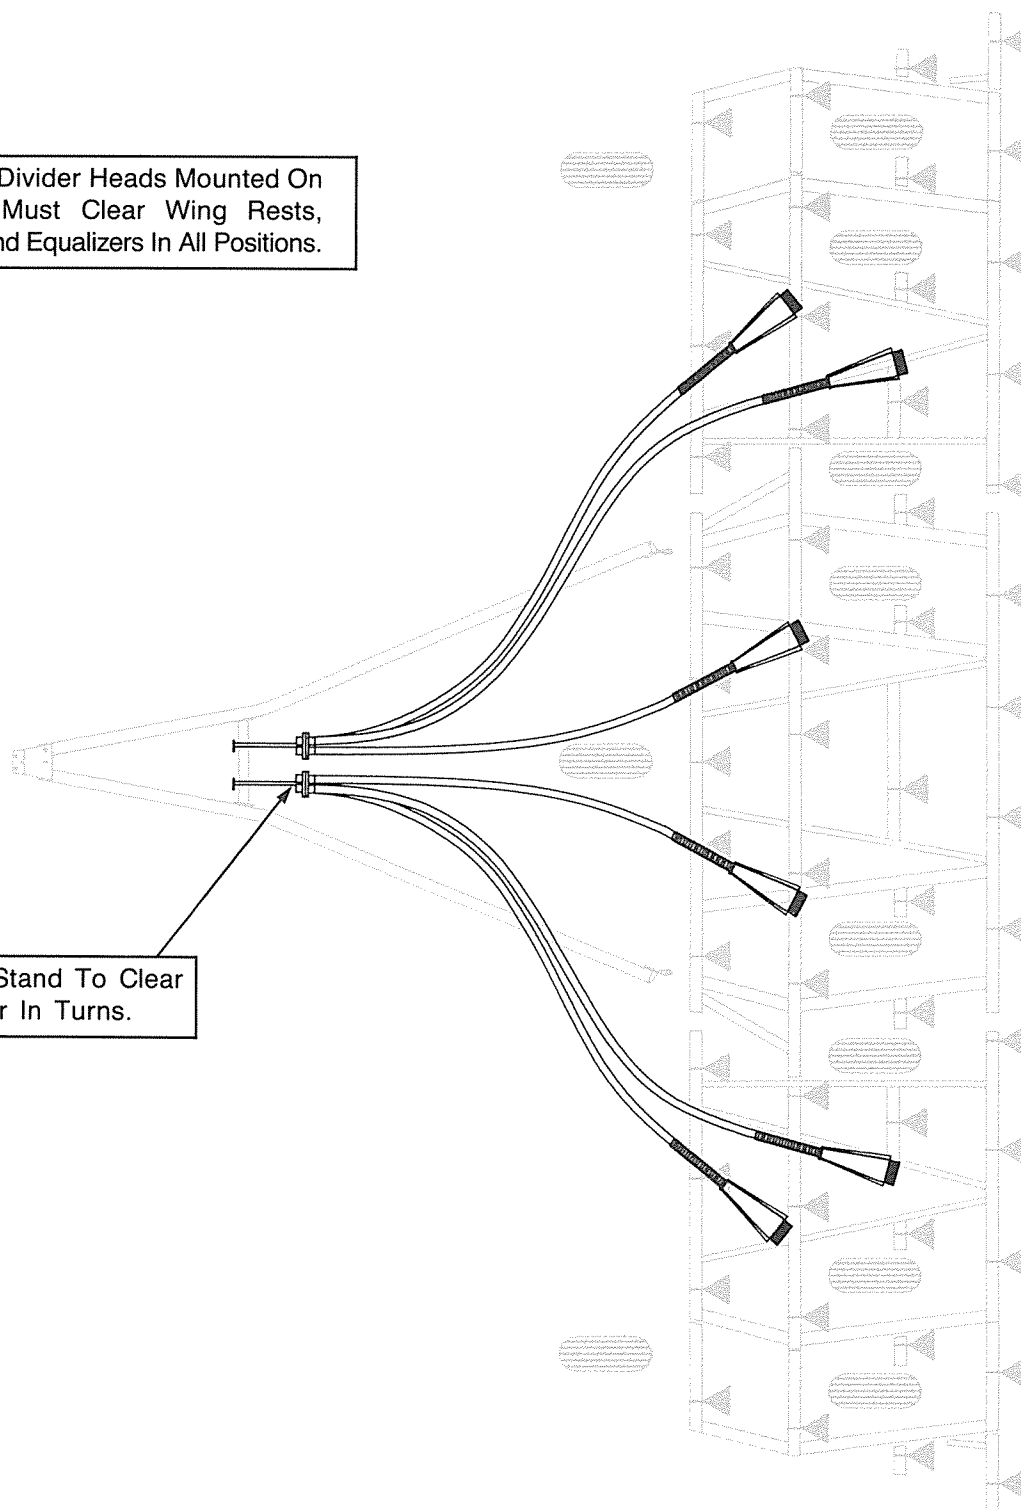 Divider Heads Mounted On
Must Clear Wing Rests,
nd Equalizers In All Positions.
Stand To Clear
r In Turns.